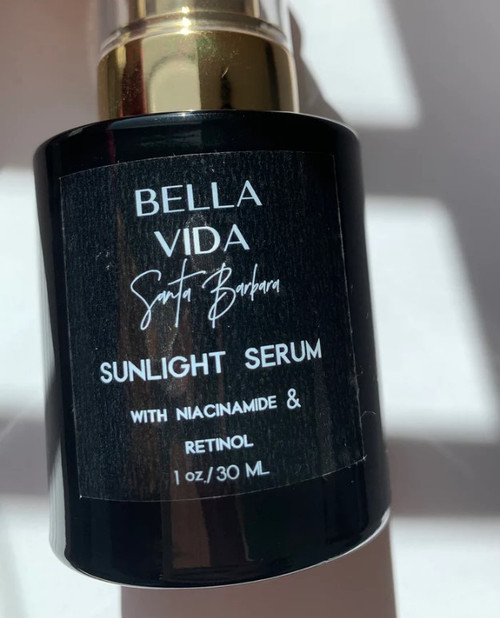 BELLA
VIDA
Santa Barbara
SUNLIGHT SERUM
WITH NIACINAMIDE &
RETINOL
1 oz./30 ML